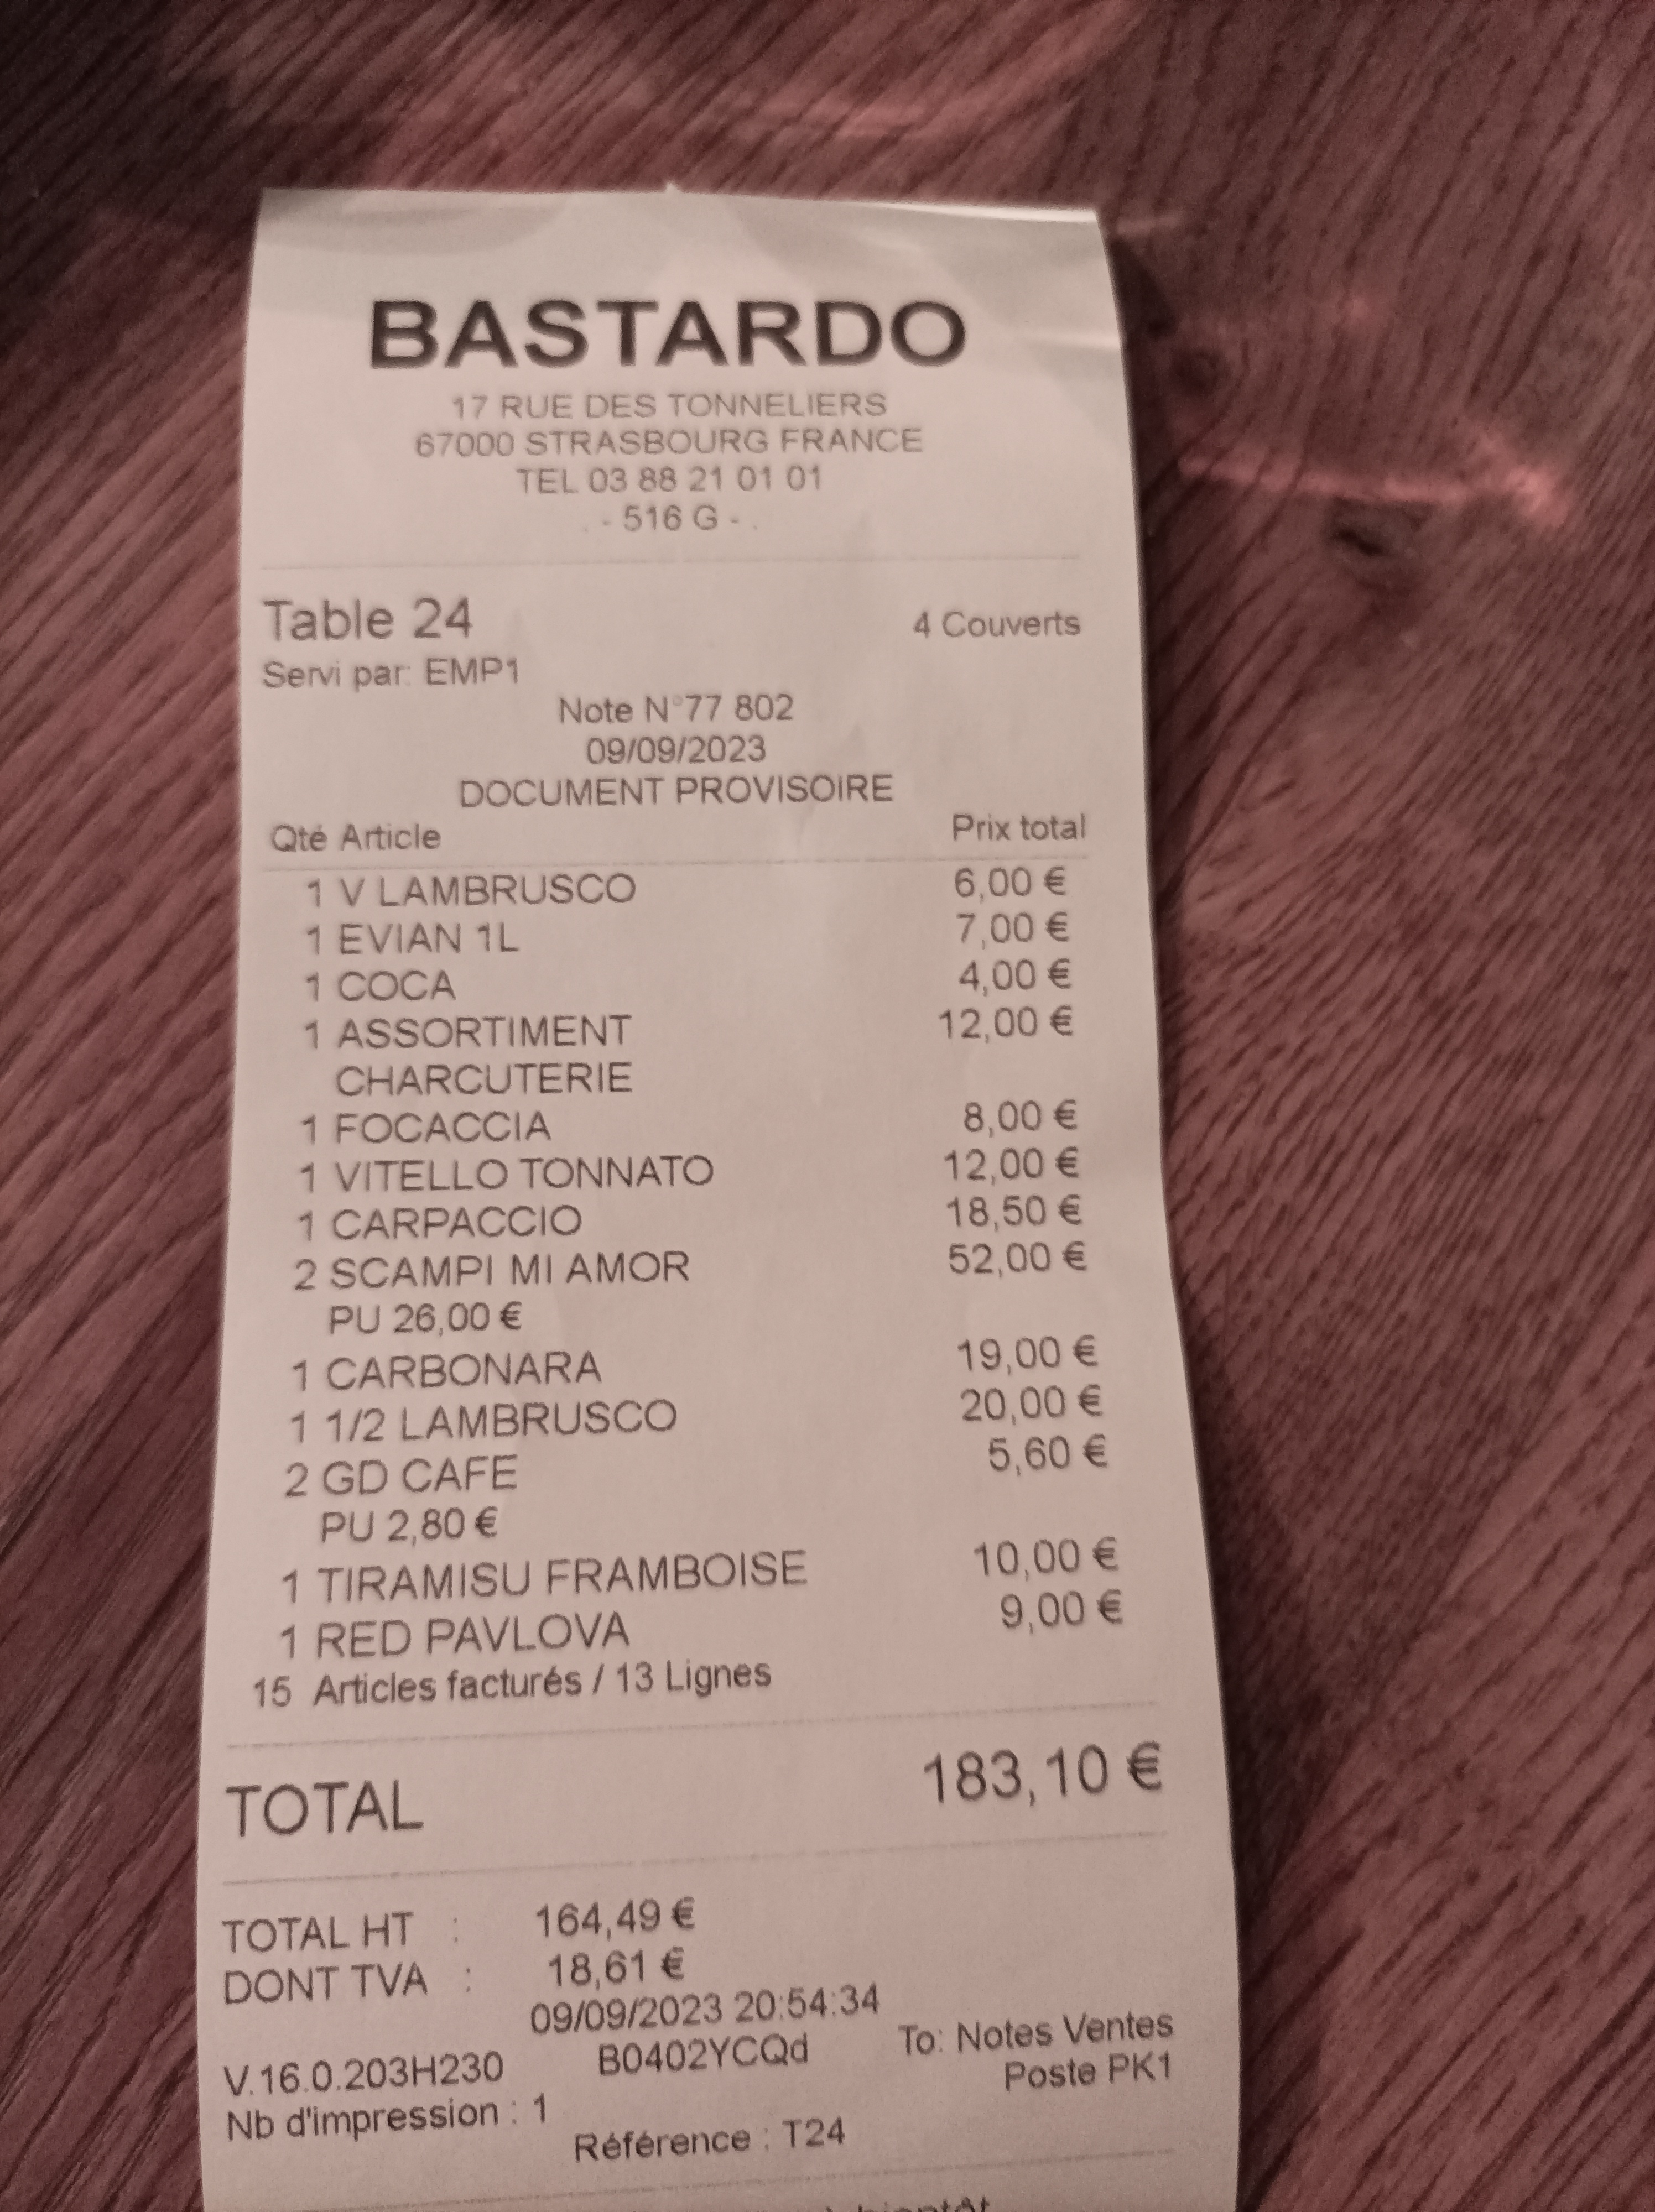 BASTARDO
17 RUE DES TONNELIERS
67000 STRASBOURG FRANCE
TEL 03 88 21 01 01
- 516 G -
Table 24 4 Couverts
Servi par: EMP1
Note N°77 802
09/09/2023
DOCUMENT PROVISOIRE
Qté Article Prix total
1 V LAMBRUSCO 6,00 €
1 EVIAN 1L 7,00 €
1 COCA 4,00 €
1 ASSORTIMENT 12,00 €
CHARCUTERIE
1 FOCACCIA 8,00 €
1 VITELLO TONNATO 12,00 €
1 CARPACCIO 18,50 €
2 SCAMPI MI AMOR 52,00 €
PU 26,00 €
1 CARBONARA 19,00 €
1 1/2 LAMBRUSCO 20,00 €
2 GD CAFE 5,60 €
PU 2,80 €
1 TIRAMISU FRAMBOISE 10,00 €
1 RED PAVLOVA 9,00 €
15 Articles facturés / 13 Lignes
TOTAL 183,10 €
TOTAL HT : 164,49 €
DONT TVA : 18,61 €
09/09/2023 20:54:34
V.16.0.203H230 B0402YCQd To: Notes Ventes
Poste PK1
Nb d'impression : 1
Référence : T24